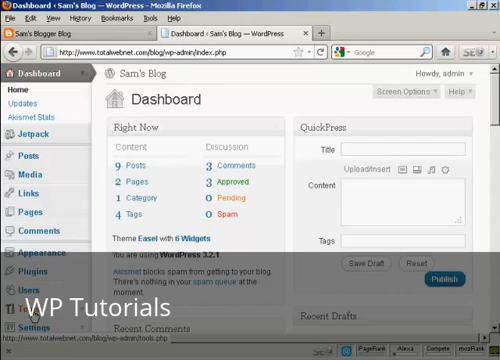 Dashboard ‹ Sam's Blog — WordPress - Mozilla Firefox
File Edit View History Bookmarks Tools Help
Sam's Blogger Blog
Dashboard ‹ Sam's Blog — WordPress
http://www.totalwebnet.com/blog/wp-admin/index.php
Google
Dashboard
Sam's Blog
Howdy, admin
Home
Updates
Akismet Stats
Jetpack
Posts
Media
Links
Pages
Comments
Appearance
Plugins
Users
Tools
Settings
Dashboard
Screen Options
Help
Right Now
Content
Discussion
9 Posts
3 Comments
2 Pages
3 Approved
1 Category
0 Pending
4 Tags
0 Spam
Theme Easel with 6 Widgets
You are using WordPress 3.2.1
Akismet blocks spam from getting to your blog.
There's nothing in your spam queue at the
moment.
Recent Comments
QuickPress
Title
Upload/Insert
Content
Tags
Save Draft
Reset
Publish
Recent Drafts
WP Tutorials
http://www.totalwebnet.com/blog/wp-admin/tools.php
PageRank
Alexa
Compete
mozRank